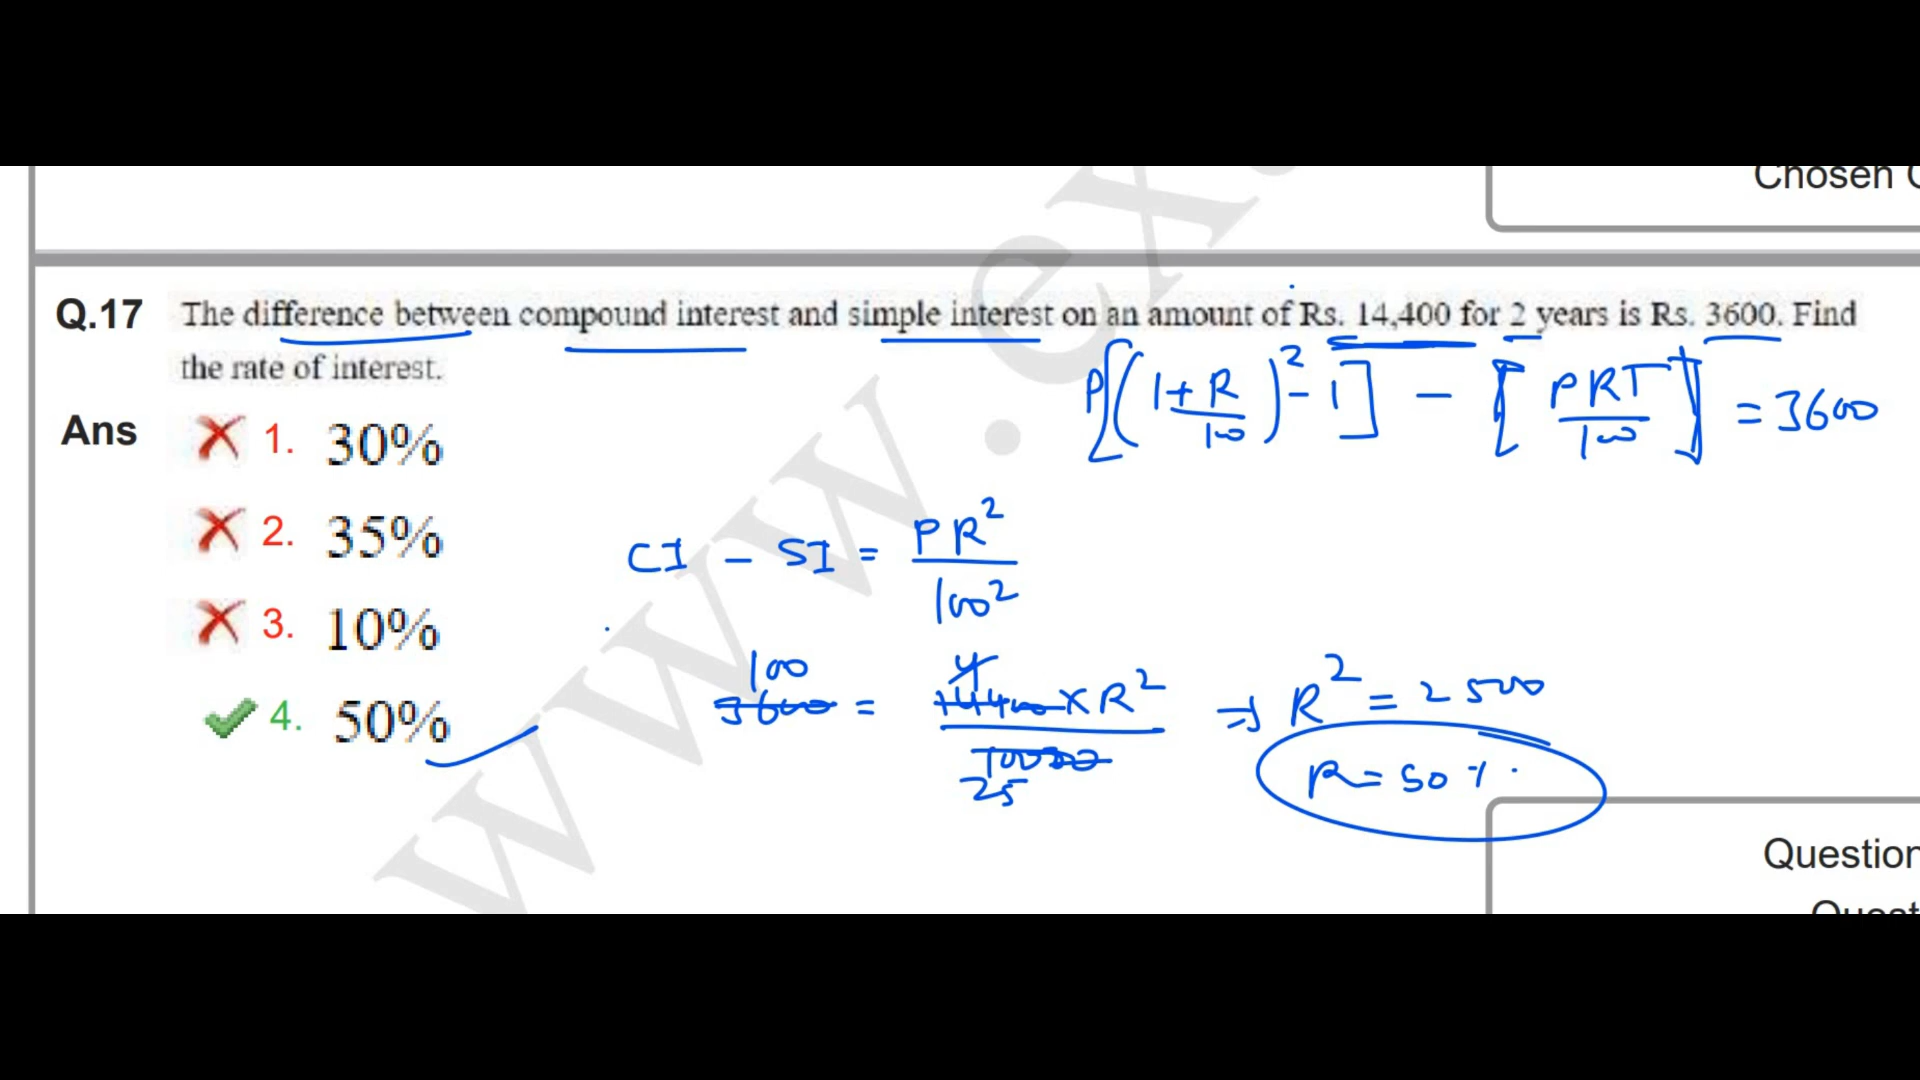 Chosen
Q.17 The difference between compound interest and simple interest on an amount of Rs. 14,400 for 2 years is Rs. 3600. Find
the rate of interest.
P[(1+R/100)²-1] - [PRT/100] = 3600
Ans
1. 30%
2. 35%
3. 10%
4. 50%
CI - SI = PR²/100²
100 4
3600 = 14400×R²/10000 ⇒ R² = 2500
25
R = 50%
Question
www.ex